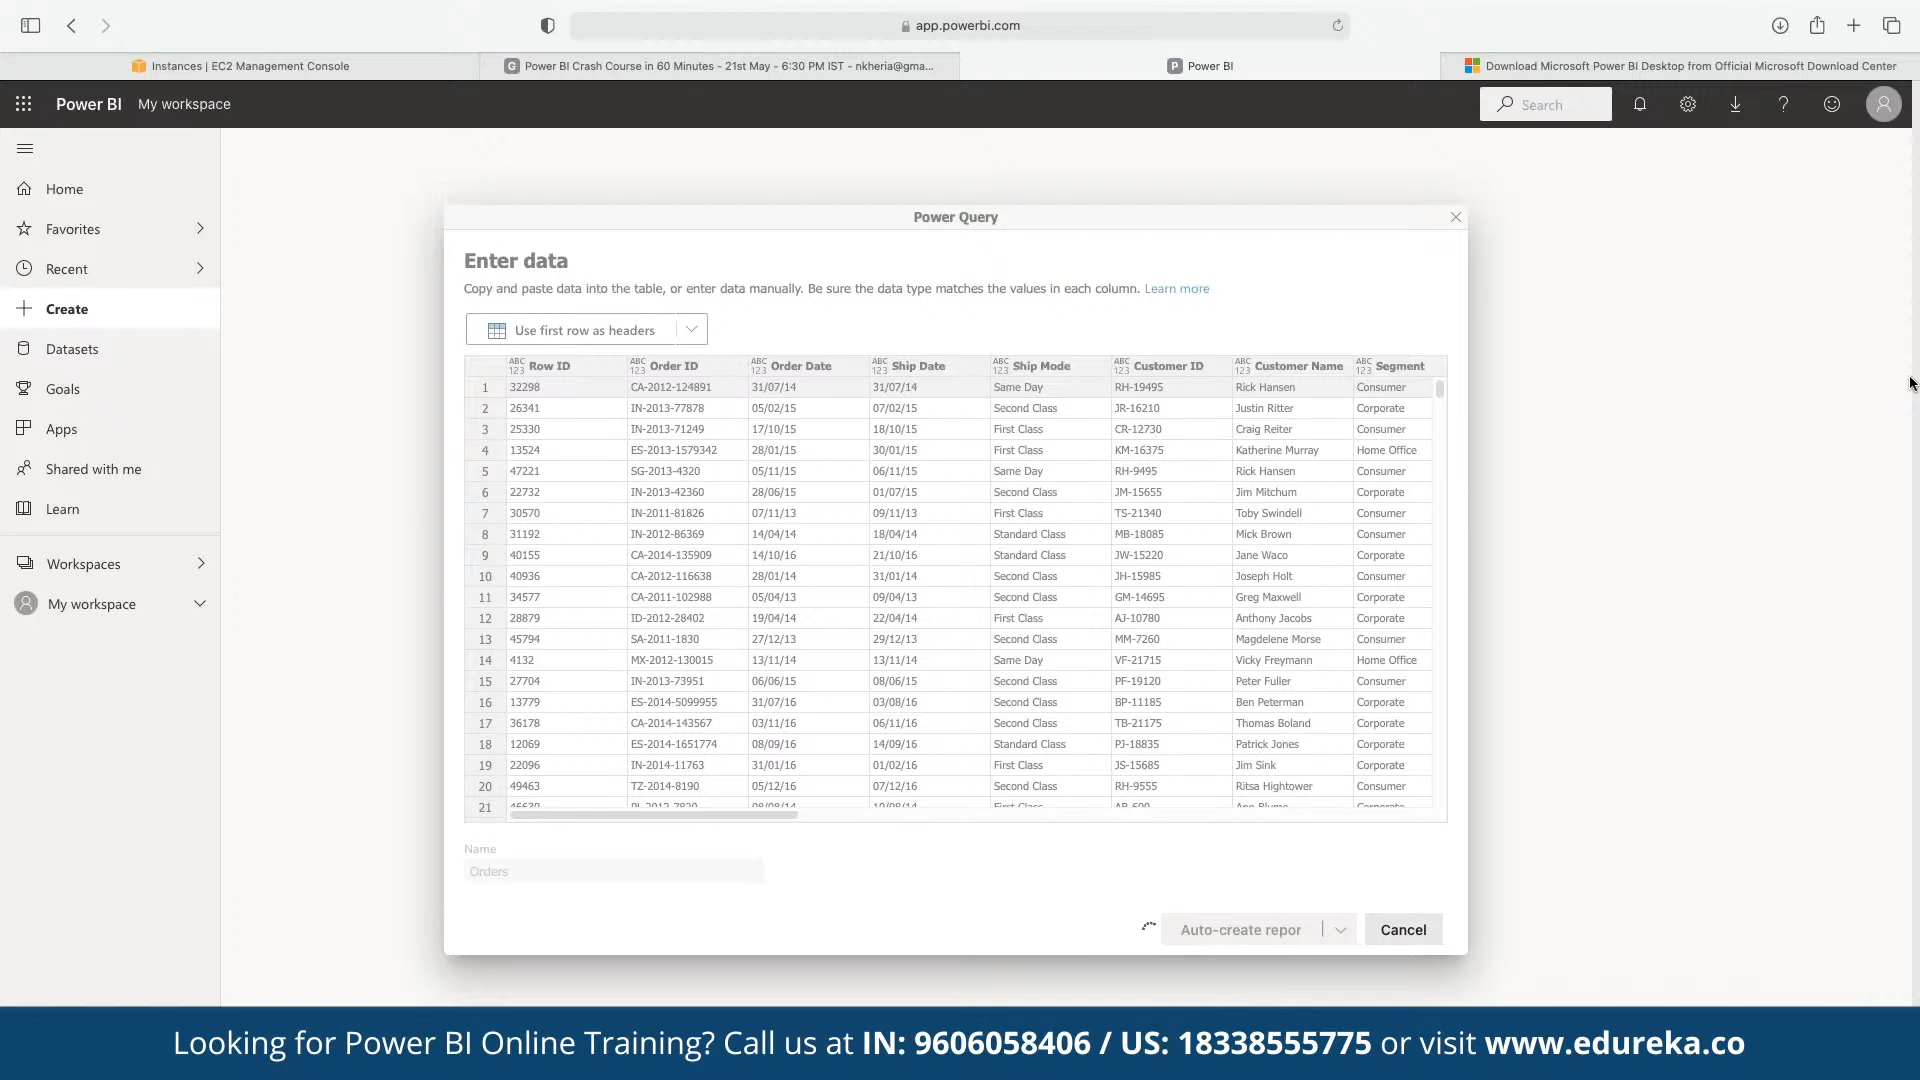 app.powerbi.com
Instances | EC2 Management Console
G Power BI Crash Course in 60 Minutes - 21st May - 6:30 PM IST - nkheria@gma...
P Power BI
Download Microsoft Power BI Desktop from Official Microsoft Download Center
Power BI My workspace
Search
Home
Favorites
Recent
Create
Datasets
Goals
Apps
Shared with me
Learn
Workspaces
My workspace
Power Query
Enter data
Copy and paste data into the table, or enter data manually. Be sure the data type matches the values in each column. Learn more
Use first row as headers
ABC 123 Row ID ABC 123 Order ID ABC 123 Order Date ABC 123 Ship Date ABC 123 Ship Mode ABC 123 Customer ID ABC 123 Customer Name ABC 123 Segment
1 32298 CA-2012-124891 31/07/14 31/07/14 Same Day RH-19495 Rick Hansen Consumer
2 26341 IN-2013-77878 05/02/15 07/02/15 Second Class JR-16210 Justin Ritter Corporate
3 25330 IN-2013-71249 17/10/15 18/10/15 First Class CR-12730 Craig Reiter Consumer
4 13524 ES-2013-1579342 28/01/15 30/01/15 First Class KM-16375 Katherine Murray Home Office
5 47221 SG-2013-4320 05/11/15 06/11/15 Same Day RH-9495 Rick Hansen Consumer
6 22732 IN-2013-42360 28/06/15 01/07/15 Second Class JM-15655 Jim Mitchum Corporate
7 30570 IN-2011-81826 07/11/13 09/11/13 First Class TS-21340 Toby Swindell Consumer
8 31192 IN-2012-86369 14/04/14 18/04/14 Standard Class MB-18085 Mick Brown Consumer
9 40155 CA-2014-135909 14/10/16 21/10/16 Standard Class JW-15220 Jane Waco Corporate
10 40936 CA-2012-116638 28/01/14 31/01/14 Second Class JH-15985 Joseph Holt Consumer
11 34577 CA-2011-102988 05/04/13 09/04/13 Second Class GM-14695 Greg Maxwell Corporate
12 28879 ID-2012-28402 19/04/14 22/04/14 First Class AJ-10780 Anthony Jacobs Corporate
13 45794 SA-2011-1830 27/12/13 29/12/13 Second Class MM-7260 Magdelene Morse Consumer
14 4132 MX-2012-130015 13/11/14 13/11/14 Same Day VF-21715 Vicky Freymann Home Office
15 27704 IN-2013-73951 06/06/15 08/06/15 Second Class PF-19120 Peter Fuller Consumer
16 13779 ES-2014-5099955 31/07/16 03/08/16 Second Class BP-11185 Ben Peterman Corporate
17 36178 CA-2014-143567 03/11/16 06/11/16 Second Class TB-21175 Thomas Boland Corporate
18 12069 ES-2014-1651774 08/09/16 14/09/16 Standard Class PJ-18835 Patrick Jones Corporate
19 22096 IN-2014-11763 31/01/16 01/02/16 First Class JS-15685 Jim Sink Corporate
20 49463 TZ-2014-8190 05/12/16 07/12/16 Second Class RH-9555 Ritsa Hightower Consumer
21
Name
Orders
Auto-create repor
Cancel
Looking for Power BI Online Training? Call us at IN: 9606058406 / US: 18338555775 or visit www.edureka.co